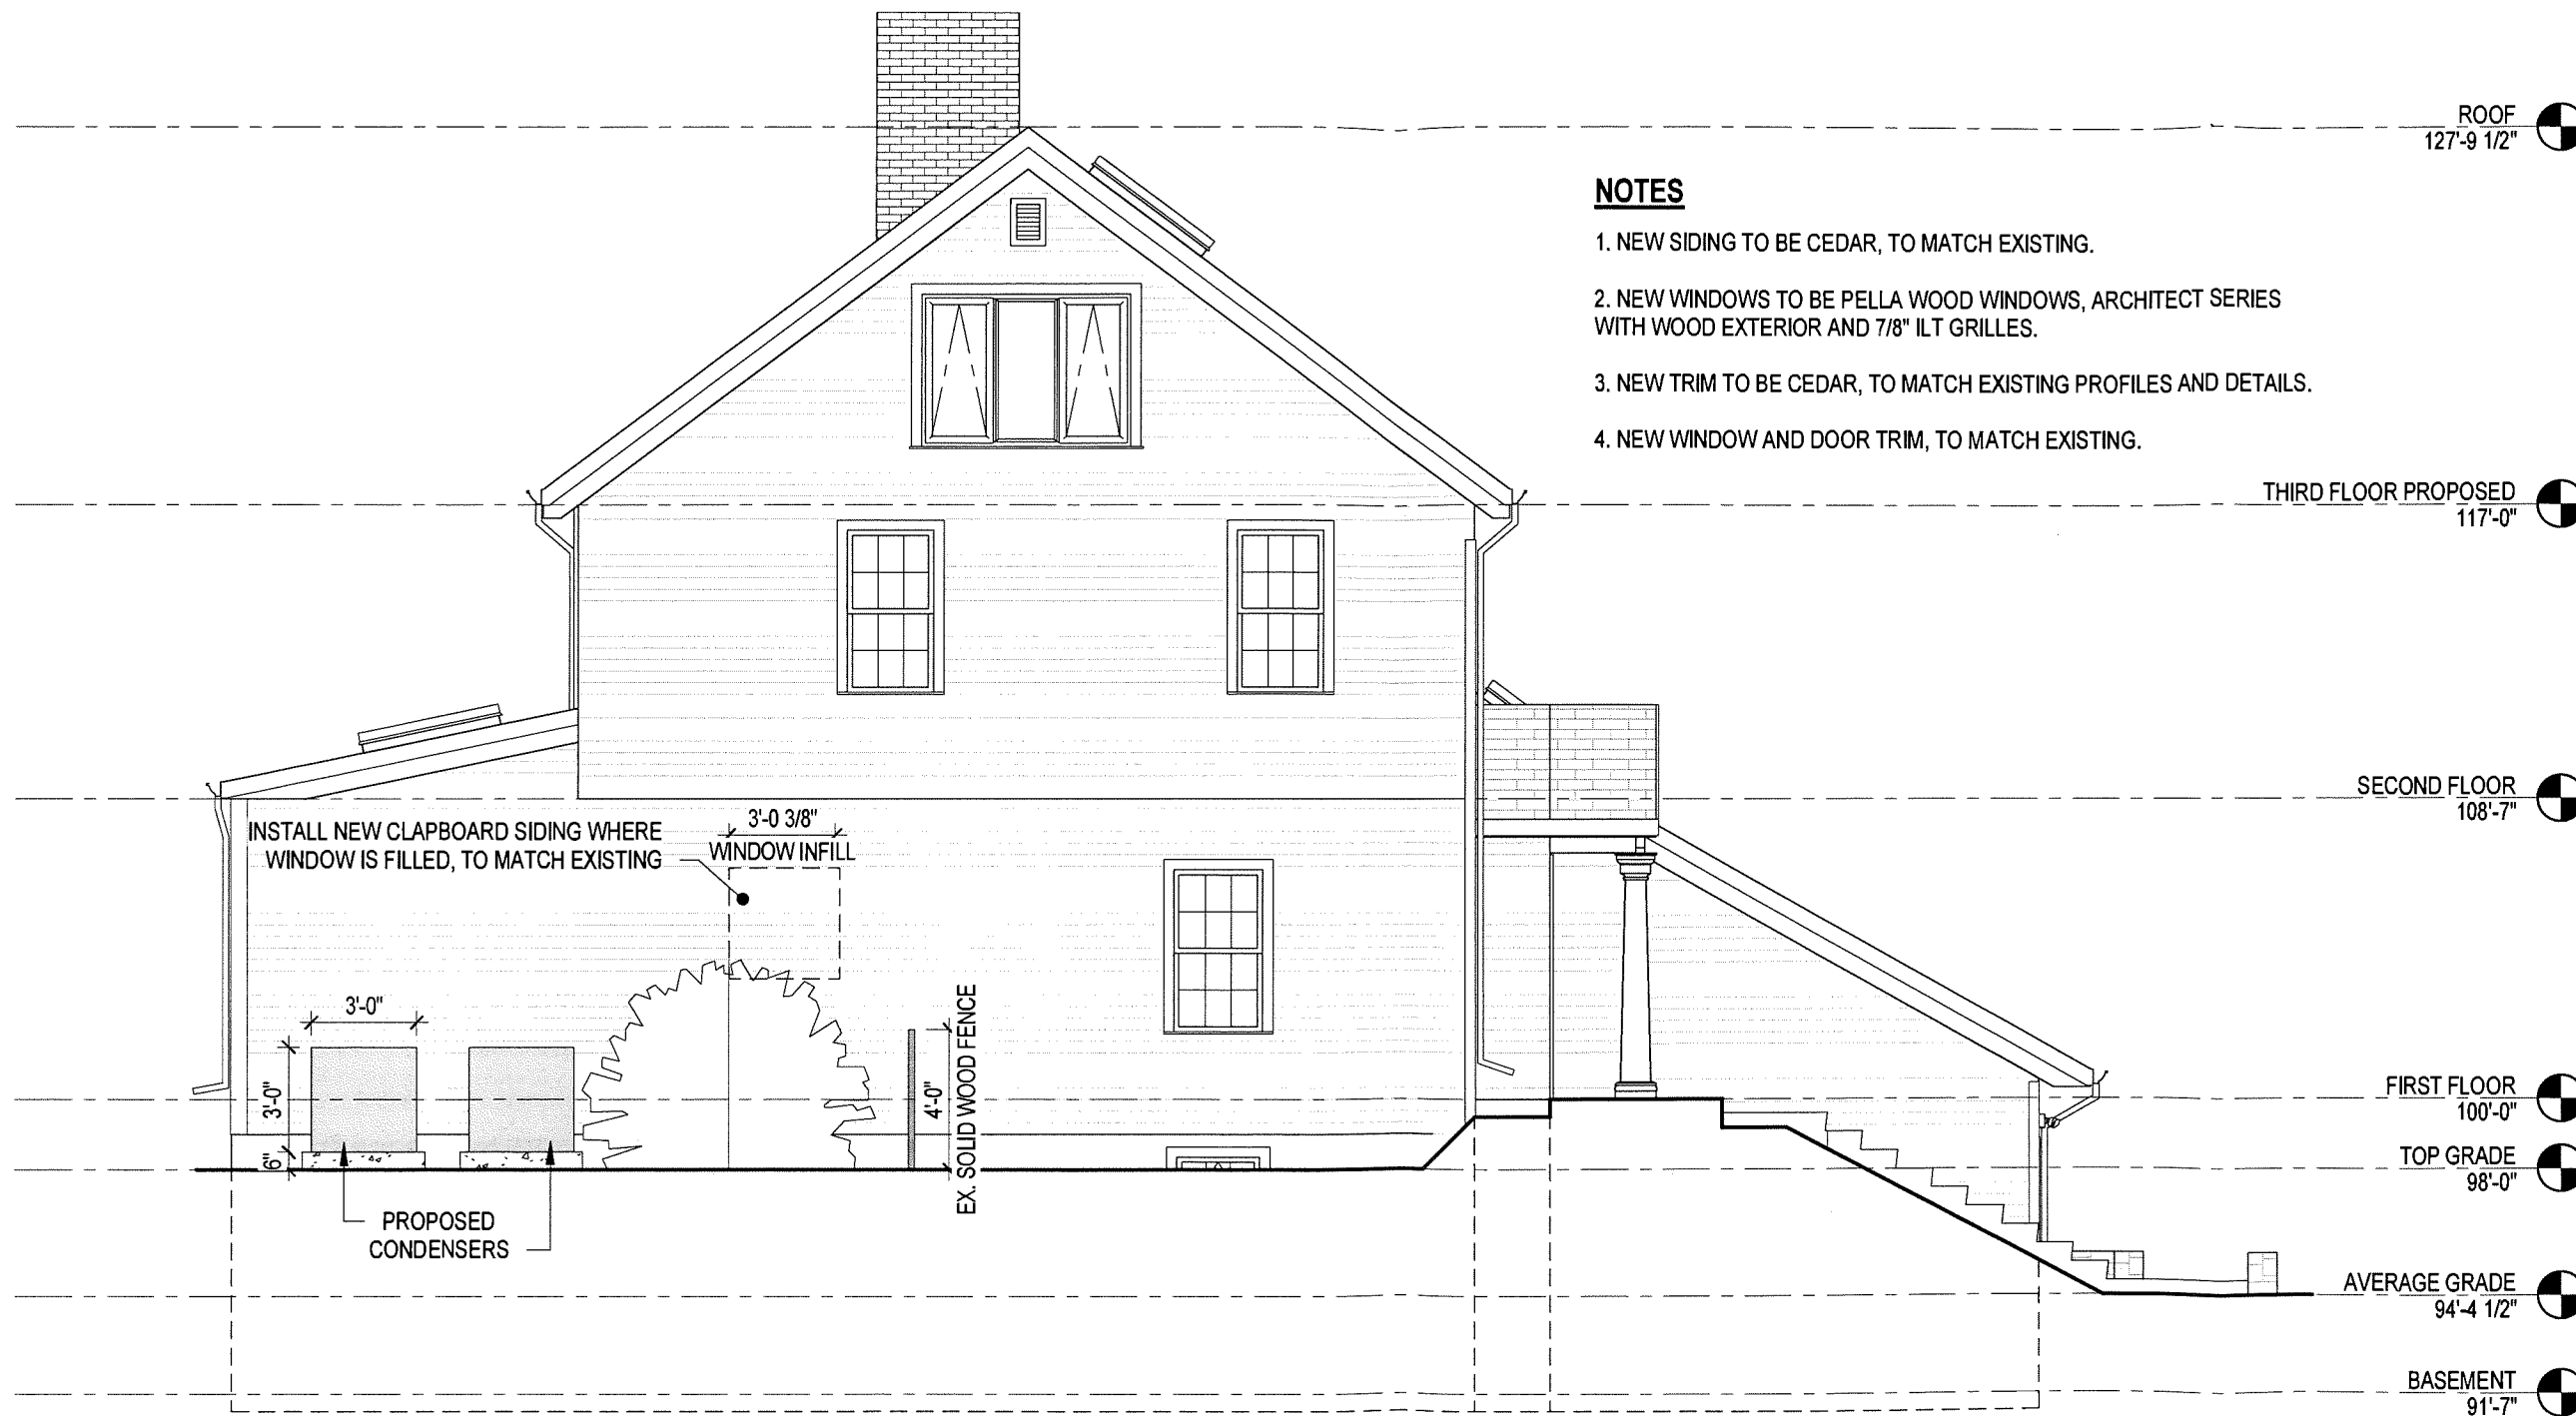 ROOF
127'-9 1/2"
NOTES
1. NEW SIDING TO BE CEDAR, TO MATCH EXISTING.
2. NEW WINDOWS TO BE PELLA WOOD WINDOWS, ARCHITECT SERIES
WITH WOOD EXTERIOR AND 7/8" ILT GRILLES.
3. NEW TRIM TO BE CEDAR, TO MATCH EXISTING PROFILES AND DETAILS.
4. NEW WINDOW AND DOOR TRIM, TO MATCH EXISTING.
THIRD FLOOR PROPOSED
117'-0"
SECOND FLOOR
108'-7"
INSTALL NEW CLAPBOARD SIDING WHERE
WINDOW IS FILLED, TO MATCH EXISTING
3'-0 3/8"
WINDOW INFILL
3'-0"
3'-0"
6"
4'-0"
EX. SOLID WOOD FENCE
PROPOSED
CONDENSERS
FIRST FLOOR
100'-0"
TOP GRADE
98'-0"
AVERAGE GRADE
94'-4 1/2"
BASEMENT
91'-7"